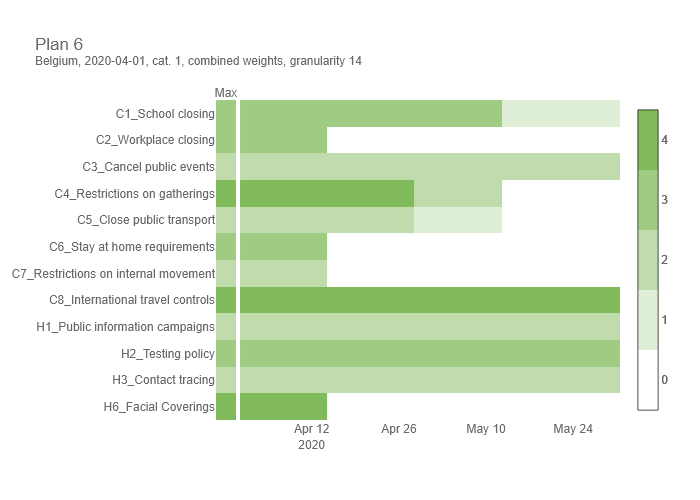 Plan 6
Belgium, 2020-04-01, cat. 1, combined weights, granularity 14
Max
C1_School closing
C2_Workplace closing
C3_Cancel public events
C4_Restrictions on gatherings
C5_Close public transport
C6_Stay at home requirements
C7_Restrictions on internal movement
C8_International travel controls
H1_Public information campaigns
H2_Testing policy
H3_Contact tracing
H6_Facial Coverings
Apr 12
2020
Apr 26
May 10
May 24
4
3
2
1
0